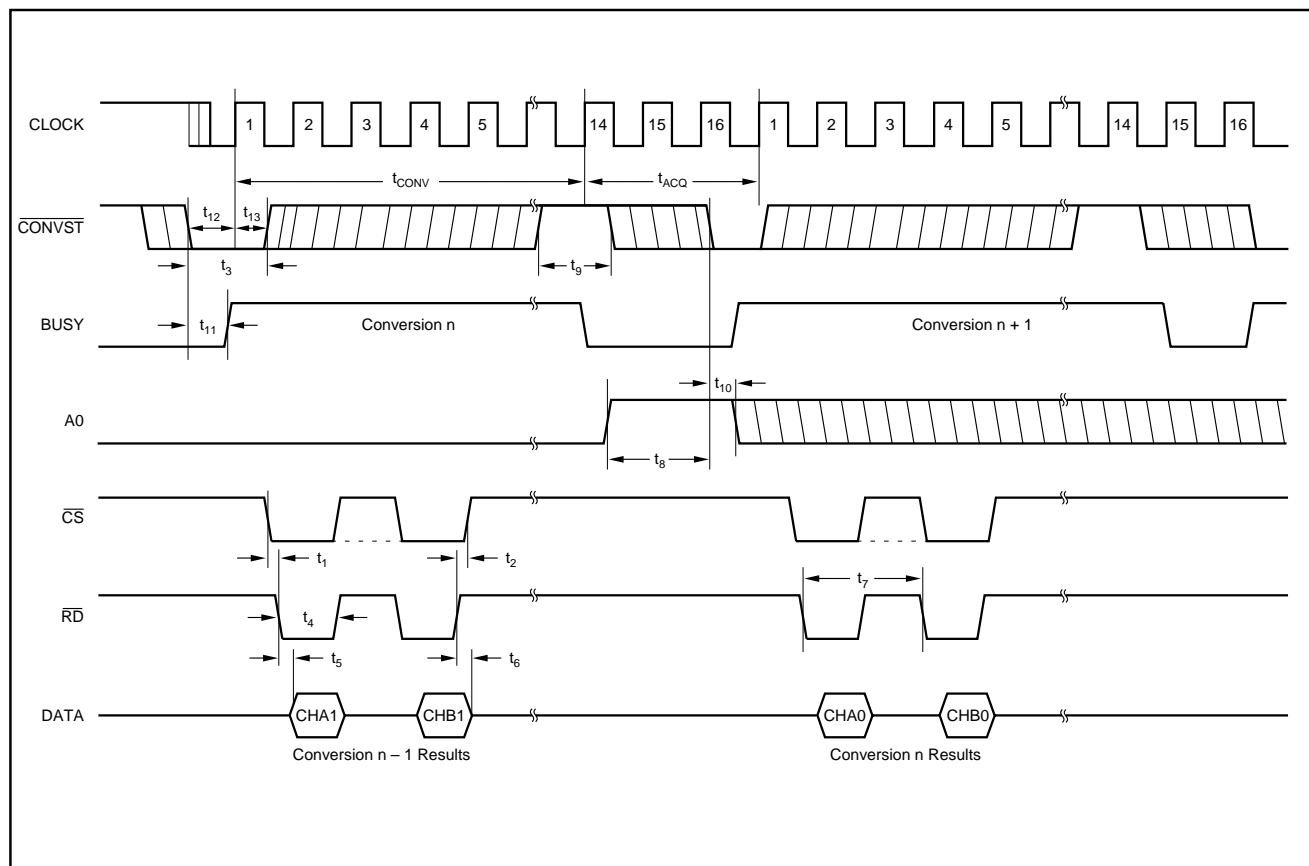 CLOCK 1 2 3 4 5 14 15 16 1 2 3 4 5 14 15 16
tCONV tACQ
CONVST t12 t13
t3 t9
BUSY t11 Conversion n Conversion n + 1
t10
A0
t8
CS
t1 t2
t7
RD t4
t5 t6
DATA CHA1 CHB1 CHA0 CHB0
Conversion n – 1 Results Conversion n Results